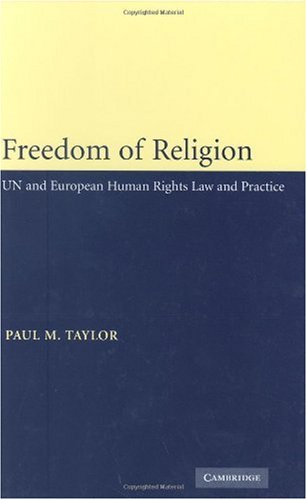 Freedom of Religion
UN and European Human Rights Law and Practice
PAUL M. TAYLOR
CAMBRIDGE